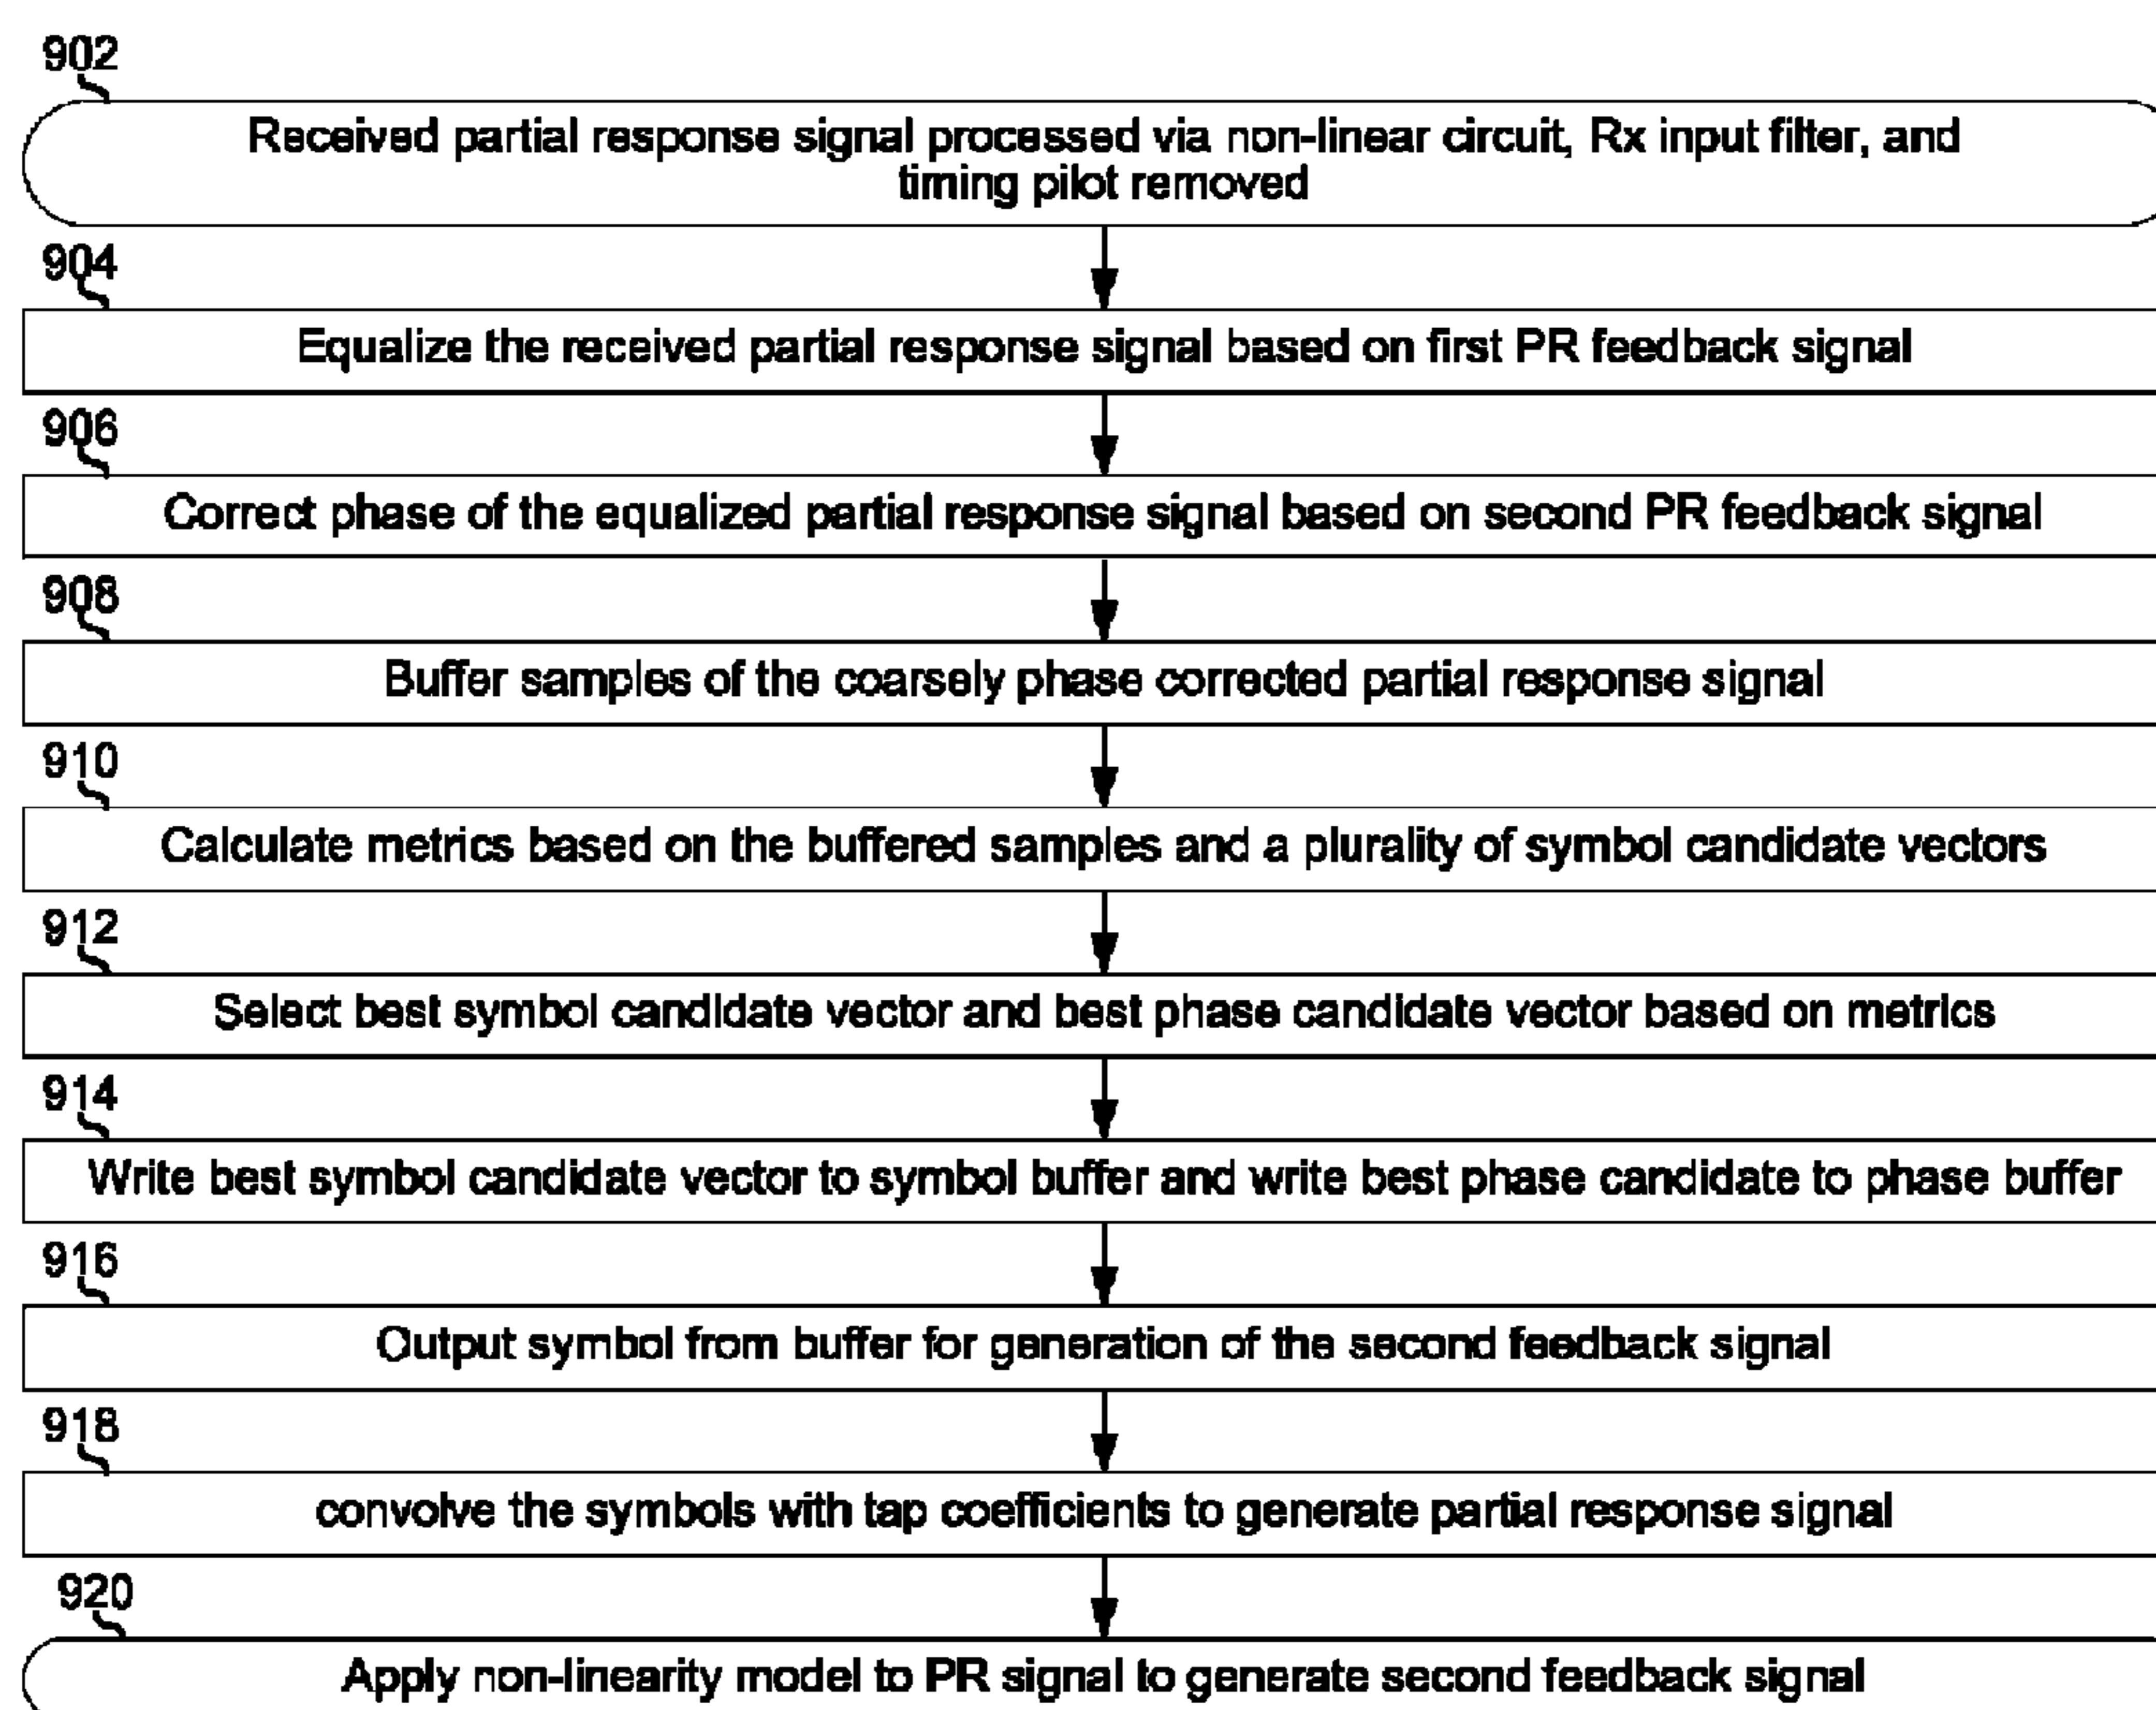 902
Received partial response signal processed via non-linear circuit, Rx input filter, and
timing pilot removed
904
Equalize the received partial response signal based on first PR feedback signal
906
Correct phase of the equalized partial response signal based on second PR feedback signal
908
Buffer samples of the coarsely phase corrected partial response signal
910
Calculate metrics based on the buffered samples and a plurality of symbol candidate vectors
912
Select best symbol candidate vector and best phase candidate vector based on metrics
914
Write best symbol candidate vector to symbol buffer and write best phase candidate to phase buffer
916
Output symbol from buffer for generation of the second feedback signal
918
convolve the symbols with tap coefficients to generate partial response signal
920
Apply non-linearity model to PR signal to generate second feedback signal